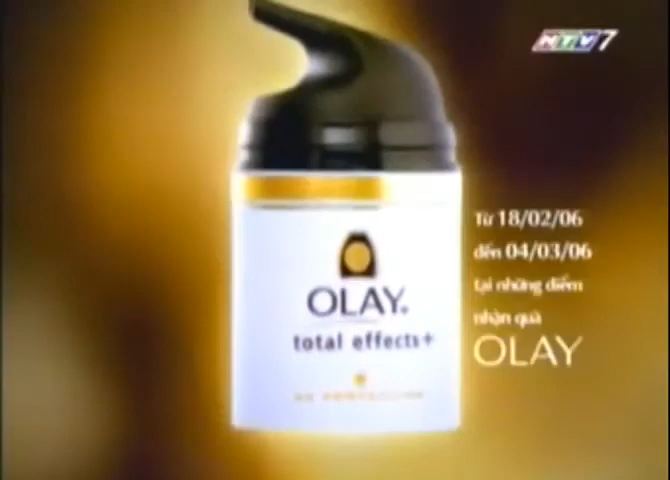 HTV7
Từ 18/02/06
đến 04/03/06
tại những điểm
nhận quà
OLAY
OLAY
total effects+